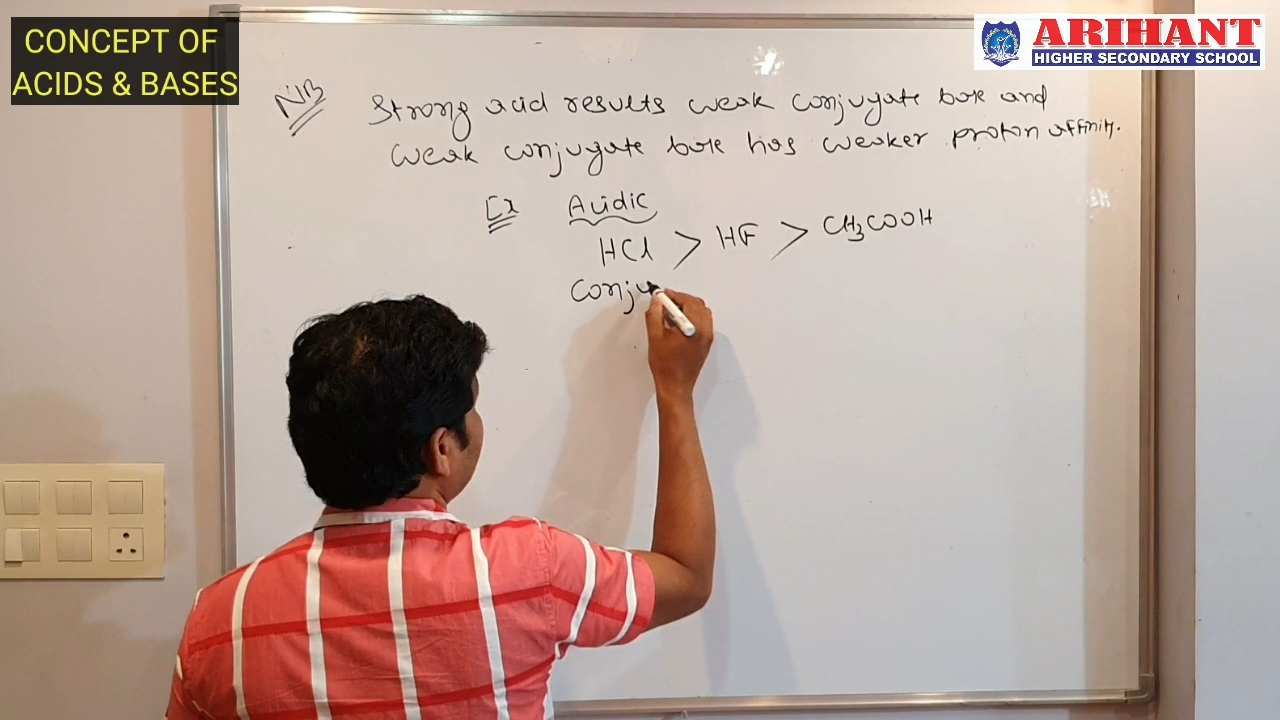 CONCEPT OF
ACIDS & BASES
ARIHANT
HIGHER SECONDARY SCHOOL
NB
Strong acid results weak conjugate base and
weak conjugate base has weaker proton affinity.
Ex Acidic
HCl > HF > CH3COOH
Conju